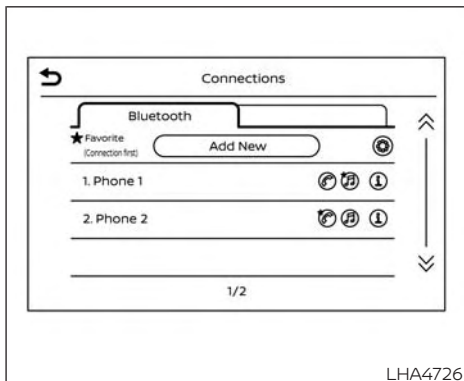 Connections
Bluetooth
★Favorite
(Connection first)
Add New
1. Phone 1
2. Phone 2
1/2
LHA4726